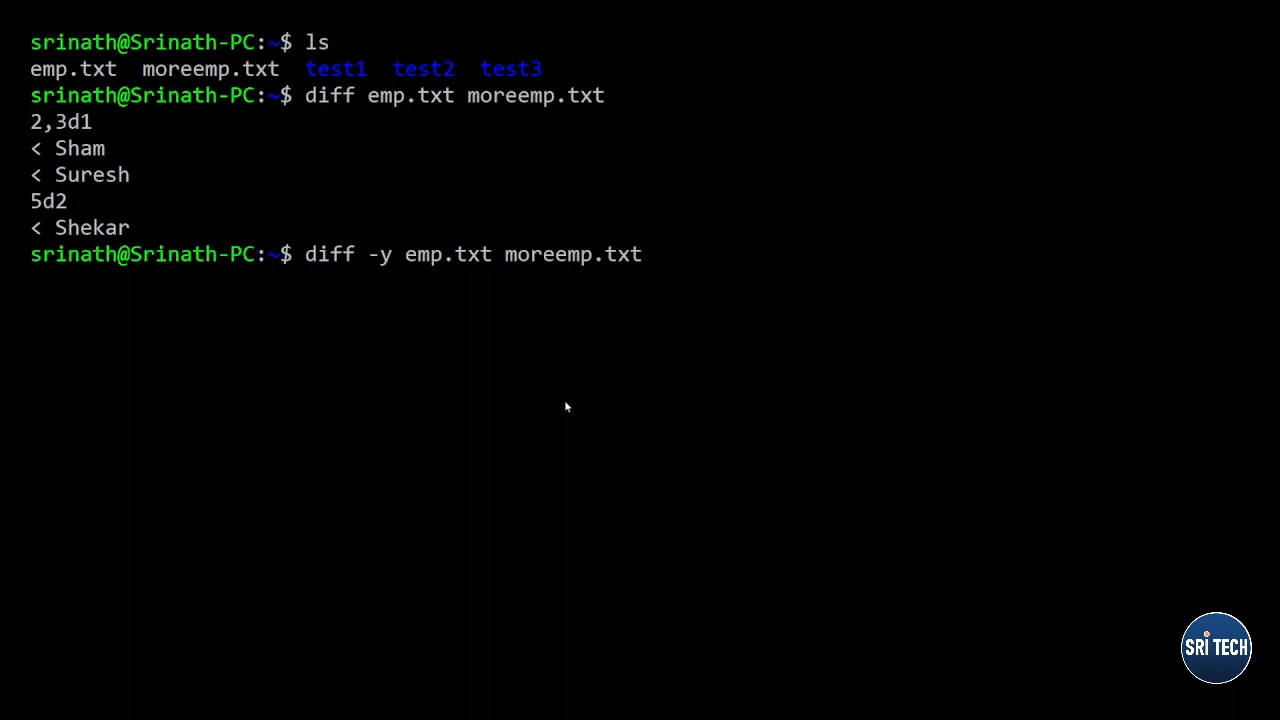 srinath@Srinath-PC:~$ ls
emp.txt  moreemp.txt  test1  test2  test3
srinath@Srinath-PC:~$ diff emp.txt moreemp.txt
2,3d1
< Sham
< Suresh
5d2
< Shekar
srinath@Srinath-PC:~$ diff -y emp.txt moreemp.txt
SRI TECH